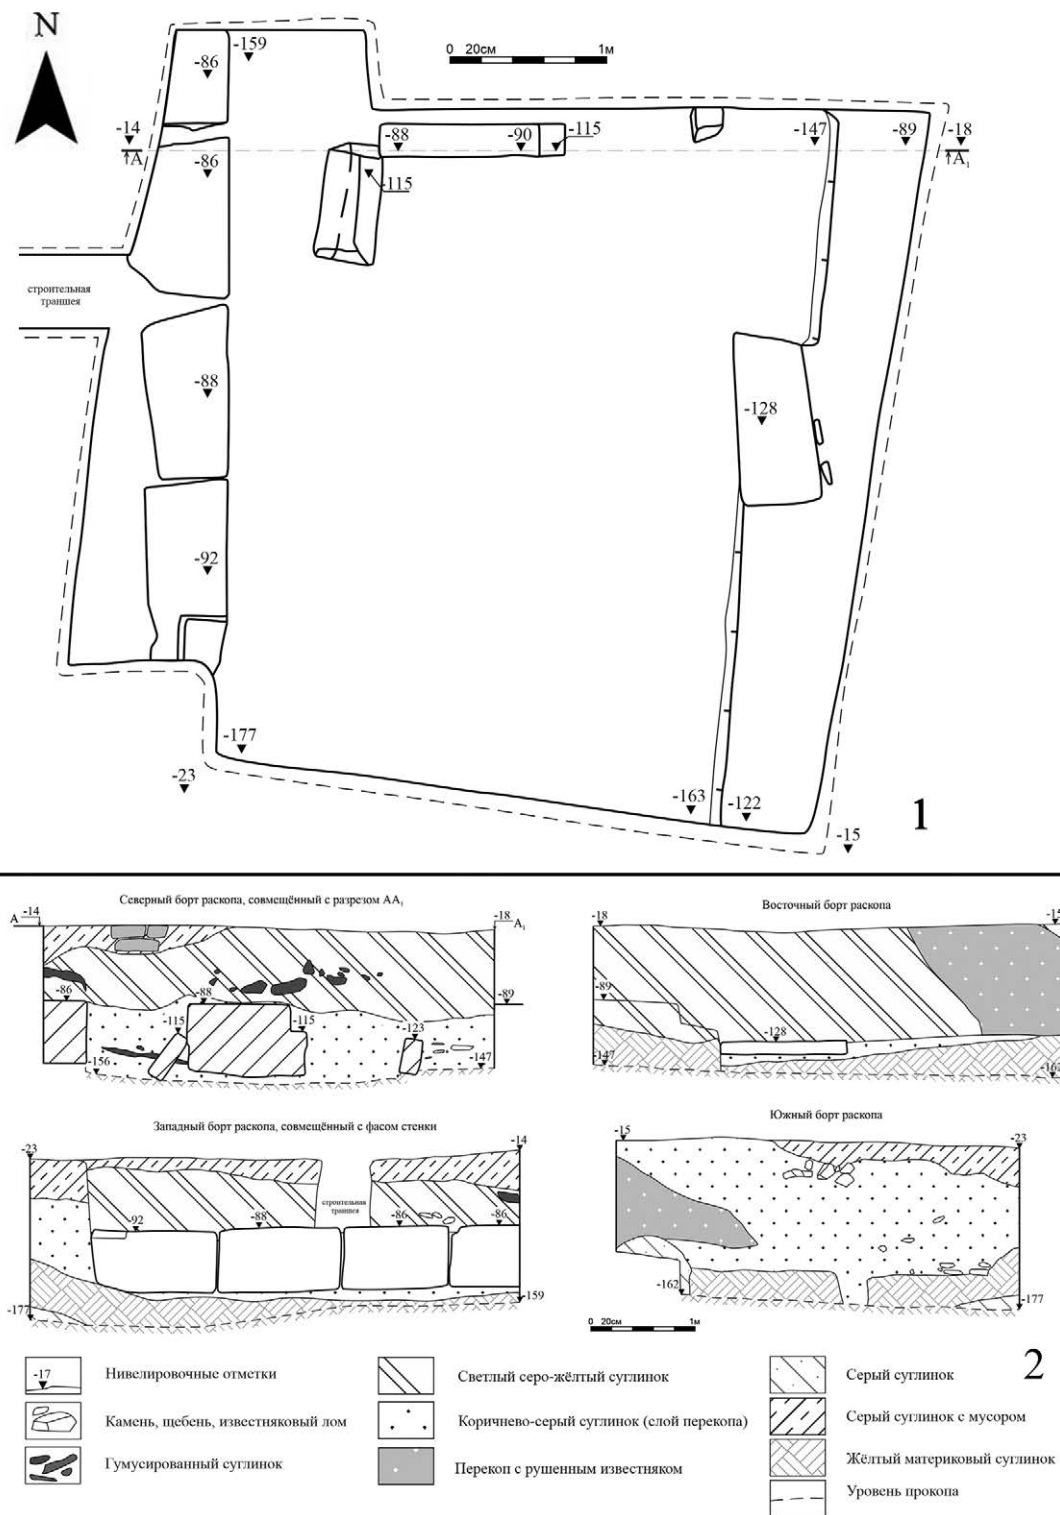 N
-159
-86
0 20см 1м
-14
-88
-90
-115
-147
-89
-18
А
А₁
-86
-115
строительная
траншея
-88
-128
-92
-177
-23
-163
-122
-15
1
Северный борт раскопа, совмещённый с разрезом АА₁
А
-14
-18
А₁
-86
-88
-89
-115
-115
-123
-156
-147
Восточный борт раскопа
-18
-15
-89
-128
-147
-162
Западный борт раскопа, совмещённый с фасом стенки
-23
-14
строительная
траншея
-92
-88
-86
-86
-177
-159
Южный борт раскопа
-15
-23
-162
-177
0 20см 1м
2
-17
Нивелировочные отметки
Камень, щебень, известняковый лом
Гумусированный суглинок
Светлый серо-жёлтый суглинок
Коричнево-серый суглинок (слой перекопа)
Перекоп с рушенным известняком
Серый суглинок
Серый суглинок с мусором
Жёлтый материковый суглинок
Уровень прокопа